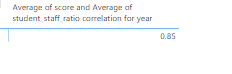 Average of score and Average of
student_staff_ratio correlation for year
0.85